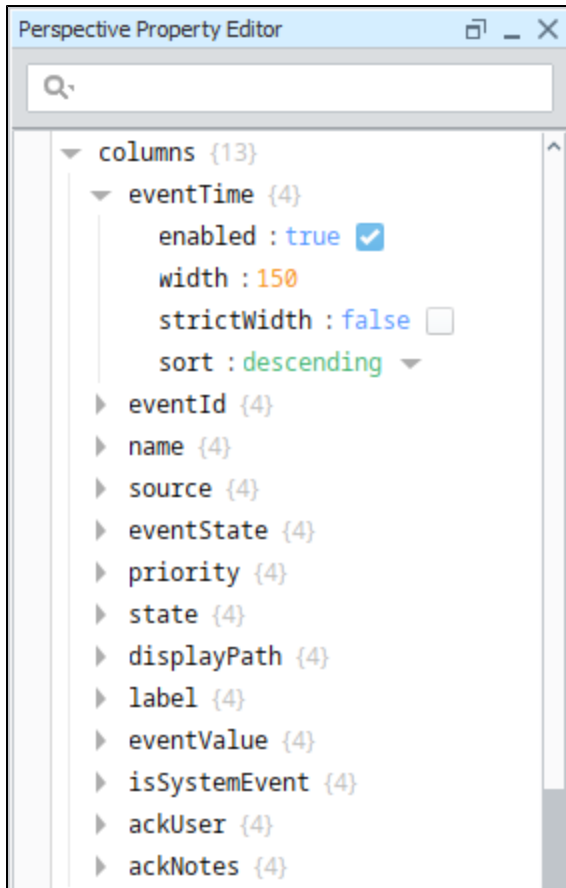 Perspective Property Editor
columns {13}
eventTime {4}
enabled : true
width : 150
strictWidth : false
sort : descending
eventId {4}
name {4}
source {4}
eventState {4}
priority {4}
state {4}
displayPath {4}
label {4}
eventValue {4}
isSystemEvent {4}
ackUser {4}
ackNotes {4}